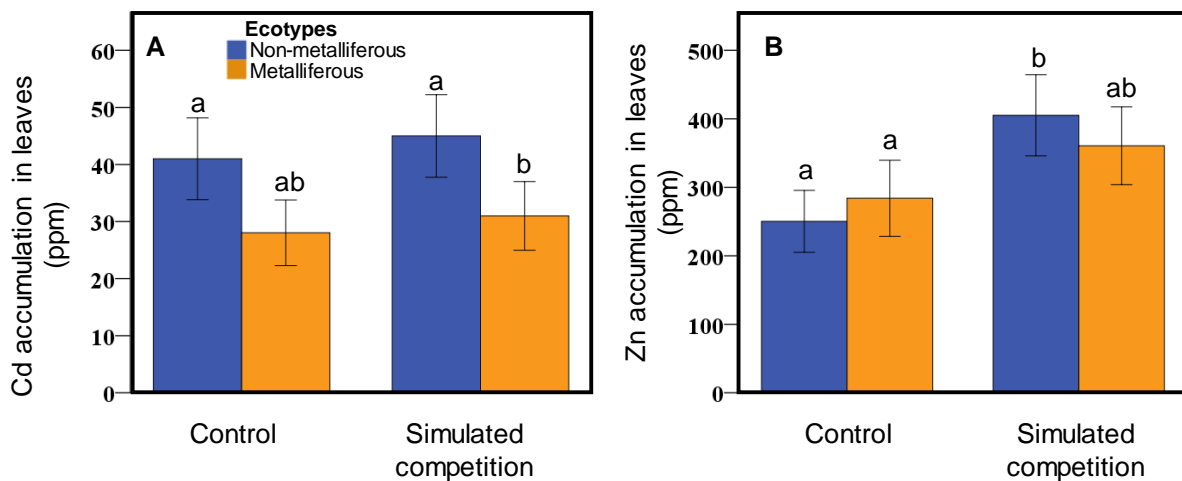 A
Ecotypes
Non-metalliferous
Metalliferous
Cd accumulation in leaves
(ppm)
60
50
40
30
20
10
0
a
ab
a
b
Control
Simulated
competition
B
Zn accumulation in leaves
(ppm)
500
400
300
200
100
0
a
a
b
ab
Control
Simulated
competition